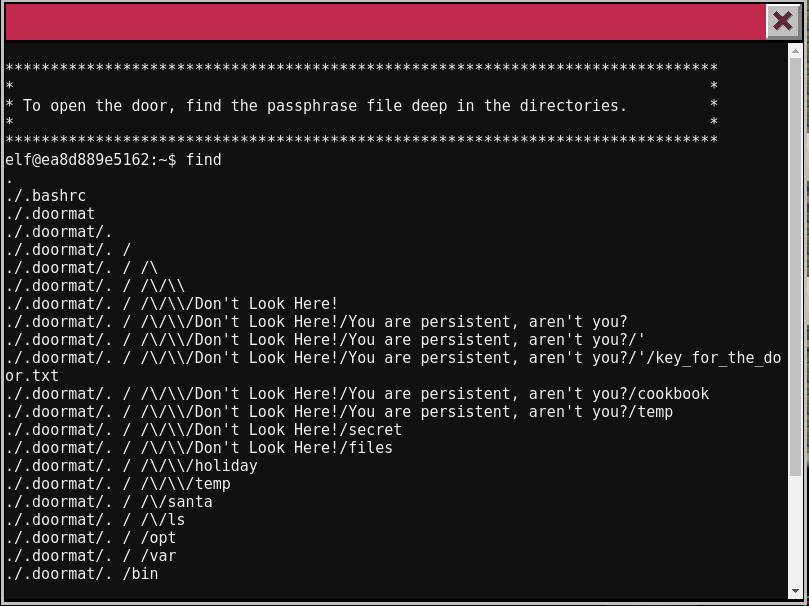 *******************************************************************************
*                                                                             *
* To open the door, find the passphrase file deep in the directories.         *
*                                                                             *
*******************************************************************************
elf@ea8d889e5162:~$ find
.
./.bashrc
./.doormat
./.doormat/. 
./.doormat/. / 
./.doormat/. / /\
./.doormat/. / /\/\\
./.doormat/. / /\/\\/Don't Look Here!
./.doormat/. / /\/\\/Don't Look Here!/You are persistent, aren't you?
./.doormat/. / /\/\\/Don't Look Here!/You are persistent, aren't you?/'
./.doormat/. / /\/\\/Don't Look Here!/You are persistent, aren't you?/'/key_for_the_do
or.txt
./.doormat/. / /\/\\/Don't Look Here!/You are persistent, aren't you?/cookbook
./.doormat/. / /\/\\/Don't Look Here!/You are persistent, aren't you?/temp
./.doormat/. / /\/\\/Don't Look Here!/secret
./.doormat/. / /\/\\/Don't Look Here!/files
./.doormat/. / /\/\\/holiday
./.doormat/. / /\/\\/temp
./.doormat/. / /\/santa
./.doormat/. / /\/ls
./.doormat/. / /opt
./.doormat/. / /var
./.doormat/. /bin